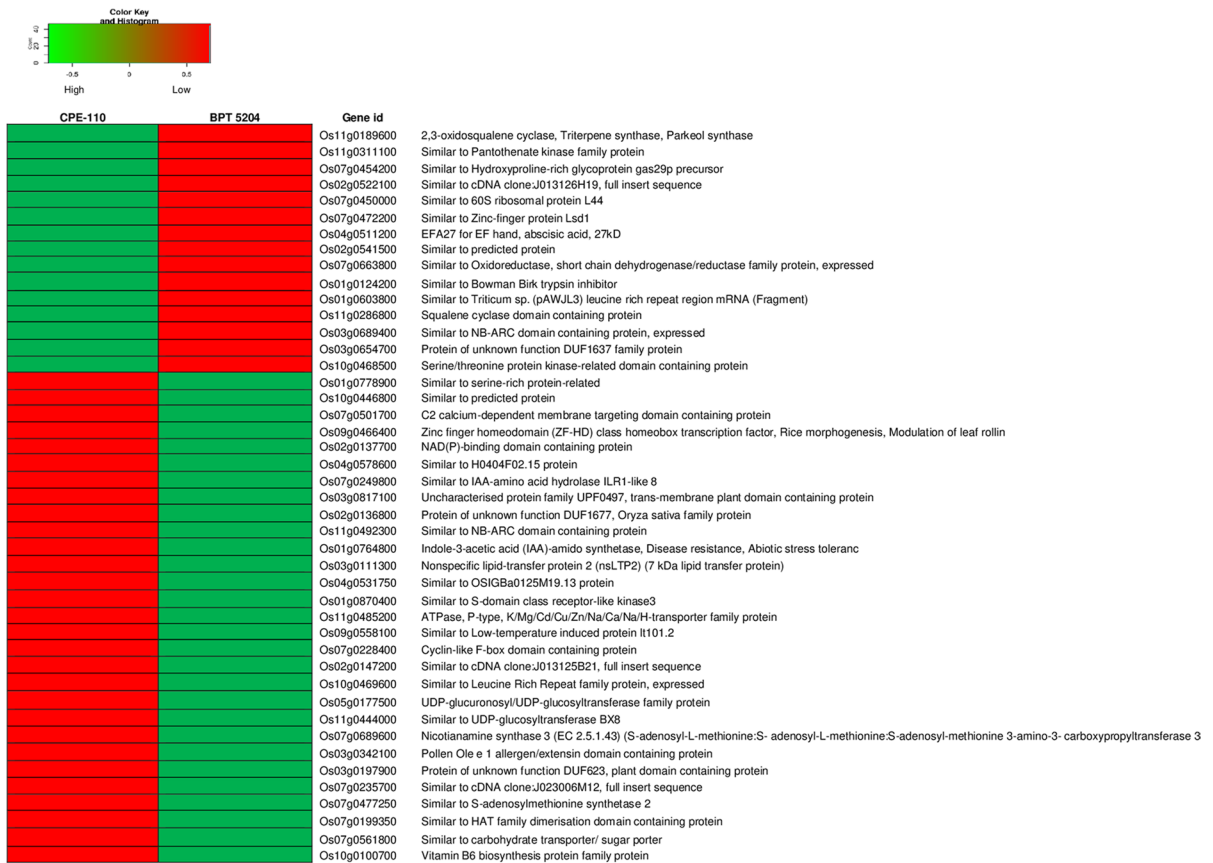 Color Key
and Histogram
Count
0 20 40
-0.5 0 0.5
High Low
CPE-110 BPT 5204 Gene id
Os11g0189600 2,3-oxidosqualene cyclase, Triterpene synthase, Parkeol synthase
Os11g0311100 Similar to Pantothenate kinase family protein
Os07g0454200 Similar to Hydroxyproline-rich glycoprotein gas29p precursor
Os02g0522100 Similar to cDNA clone:J013126H19, full insert sequence
Os07g0450000 Similar to 60S ribosomal protein L44
Os07g0472200 Similar to Zinc-finger protein Lsd1
Os04g0511200 EFA27 for EF hand, abscisic acid, 27kD
Os02g0541500 Similar to predicted protein
Os07g0663800 Similar to Oxidoreductase, short chain dehydrogenase/reductase family protein, expressed
Os01g0124200 Similar to Bowman Birk trypsin inhibitor
Os01g0603800 Similar to Triticum sp. (pAWJL3) leucine rich repeat region mRNA (Fragment)
Os11g0286800 Squalene cyclase domain containing protein
Os03g0689400 Similar to NB-ARC domain containing protein, expressed
Os03g0654700 Protein of unknown function DUF1637 family protein
Os10g0468500 Serine/threonine protein kinase-related domain containing protein
Os01g0778900 Similar to serine-rich protein-related
Os10g0446800 Similar to predicted protein
Os07g0501700 C2 calcium-dependent membrane targeting domain containing protein
Os09g0466400 Zinc finger homeodomain (ZF-HD) class homeobox transcription factor, Rice morphogenesis, Modulation of leaf rollin
Os02g0137700 NAD(P)-binding domain containing protein
Os04g0578600 Similar to H0404F02.15 protein
Os07g0249800 Similar to IAA-amino acid hydrolase ILR1-like 8
Os03g0817100 Uncharacterised protein family UPF0497, trans-membrane plant domain containing protein
Os02g0136800 Protein of unknown function DUF1677, Oryza sativa family protein
Os11g0492300 Similar to NB-ARC domain containing protein
Os01g0764800 Indole-3-acetic acid (IAA)-amido synthetase, Disease resistance, Abiotic stress toleranc
Os03g0111300 Nonspecific lipid-transfer protein 2 (nsLTP2) (7 kDa lipid transfer protein)
Os04g0531750 Similar to OSIGBa0125M19.13 protein
Os01g0870400 Similar to S-domain class receptor-like kinase3
Os11g0485200 ATPase, P-type, K/Mg/Cd/Cu/Zn/Na/Ca/Na/H-transporter family protein
Os09g0558100 Similar to Low-temperature induced protein lt101.2
Os07g0228400 Cyclin-like F-box domain containing protein
Os02g0147200 Similar to cDNA clone:J013125B21, full insert sequence
Os10g0469600 Similar to Leucine Rich Repeat family protein, expressed
Os05g0177500 UDP-glucuronosyl/UDP-glucosyltransferase family protein
Os11g0444000 Similar to UDP-glucosyltransferase BX8
Os07g0689600 Nicotianamine synthase 3 (EC 2.5.1.43) (S-adenosyl-L-methionine:S- adenosyl-L-methionine:S-adenosyl-methionine 3-amino-3- carboxypropyltransferase 3
Os03g0342100 Pollen Ole e 1 allergen/extensin domain containing protein
Os03g0197900 Protein of unknown function DUF623, plant domain containing protein
Os07g0235700 Similar to cDNA clone:J023006M12, full insert sequence
Os07g0477250 Similar to S-adenosylmethionine synthetase 2
Os07g0199350 Similar to HAT family dimerisation domain containing protein
Os07g0561800 Similar to carbohydrate transporter/ sugar porter
Os10g0100700 Vitamin B6 biosynthesis protein family protein